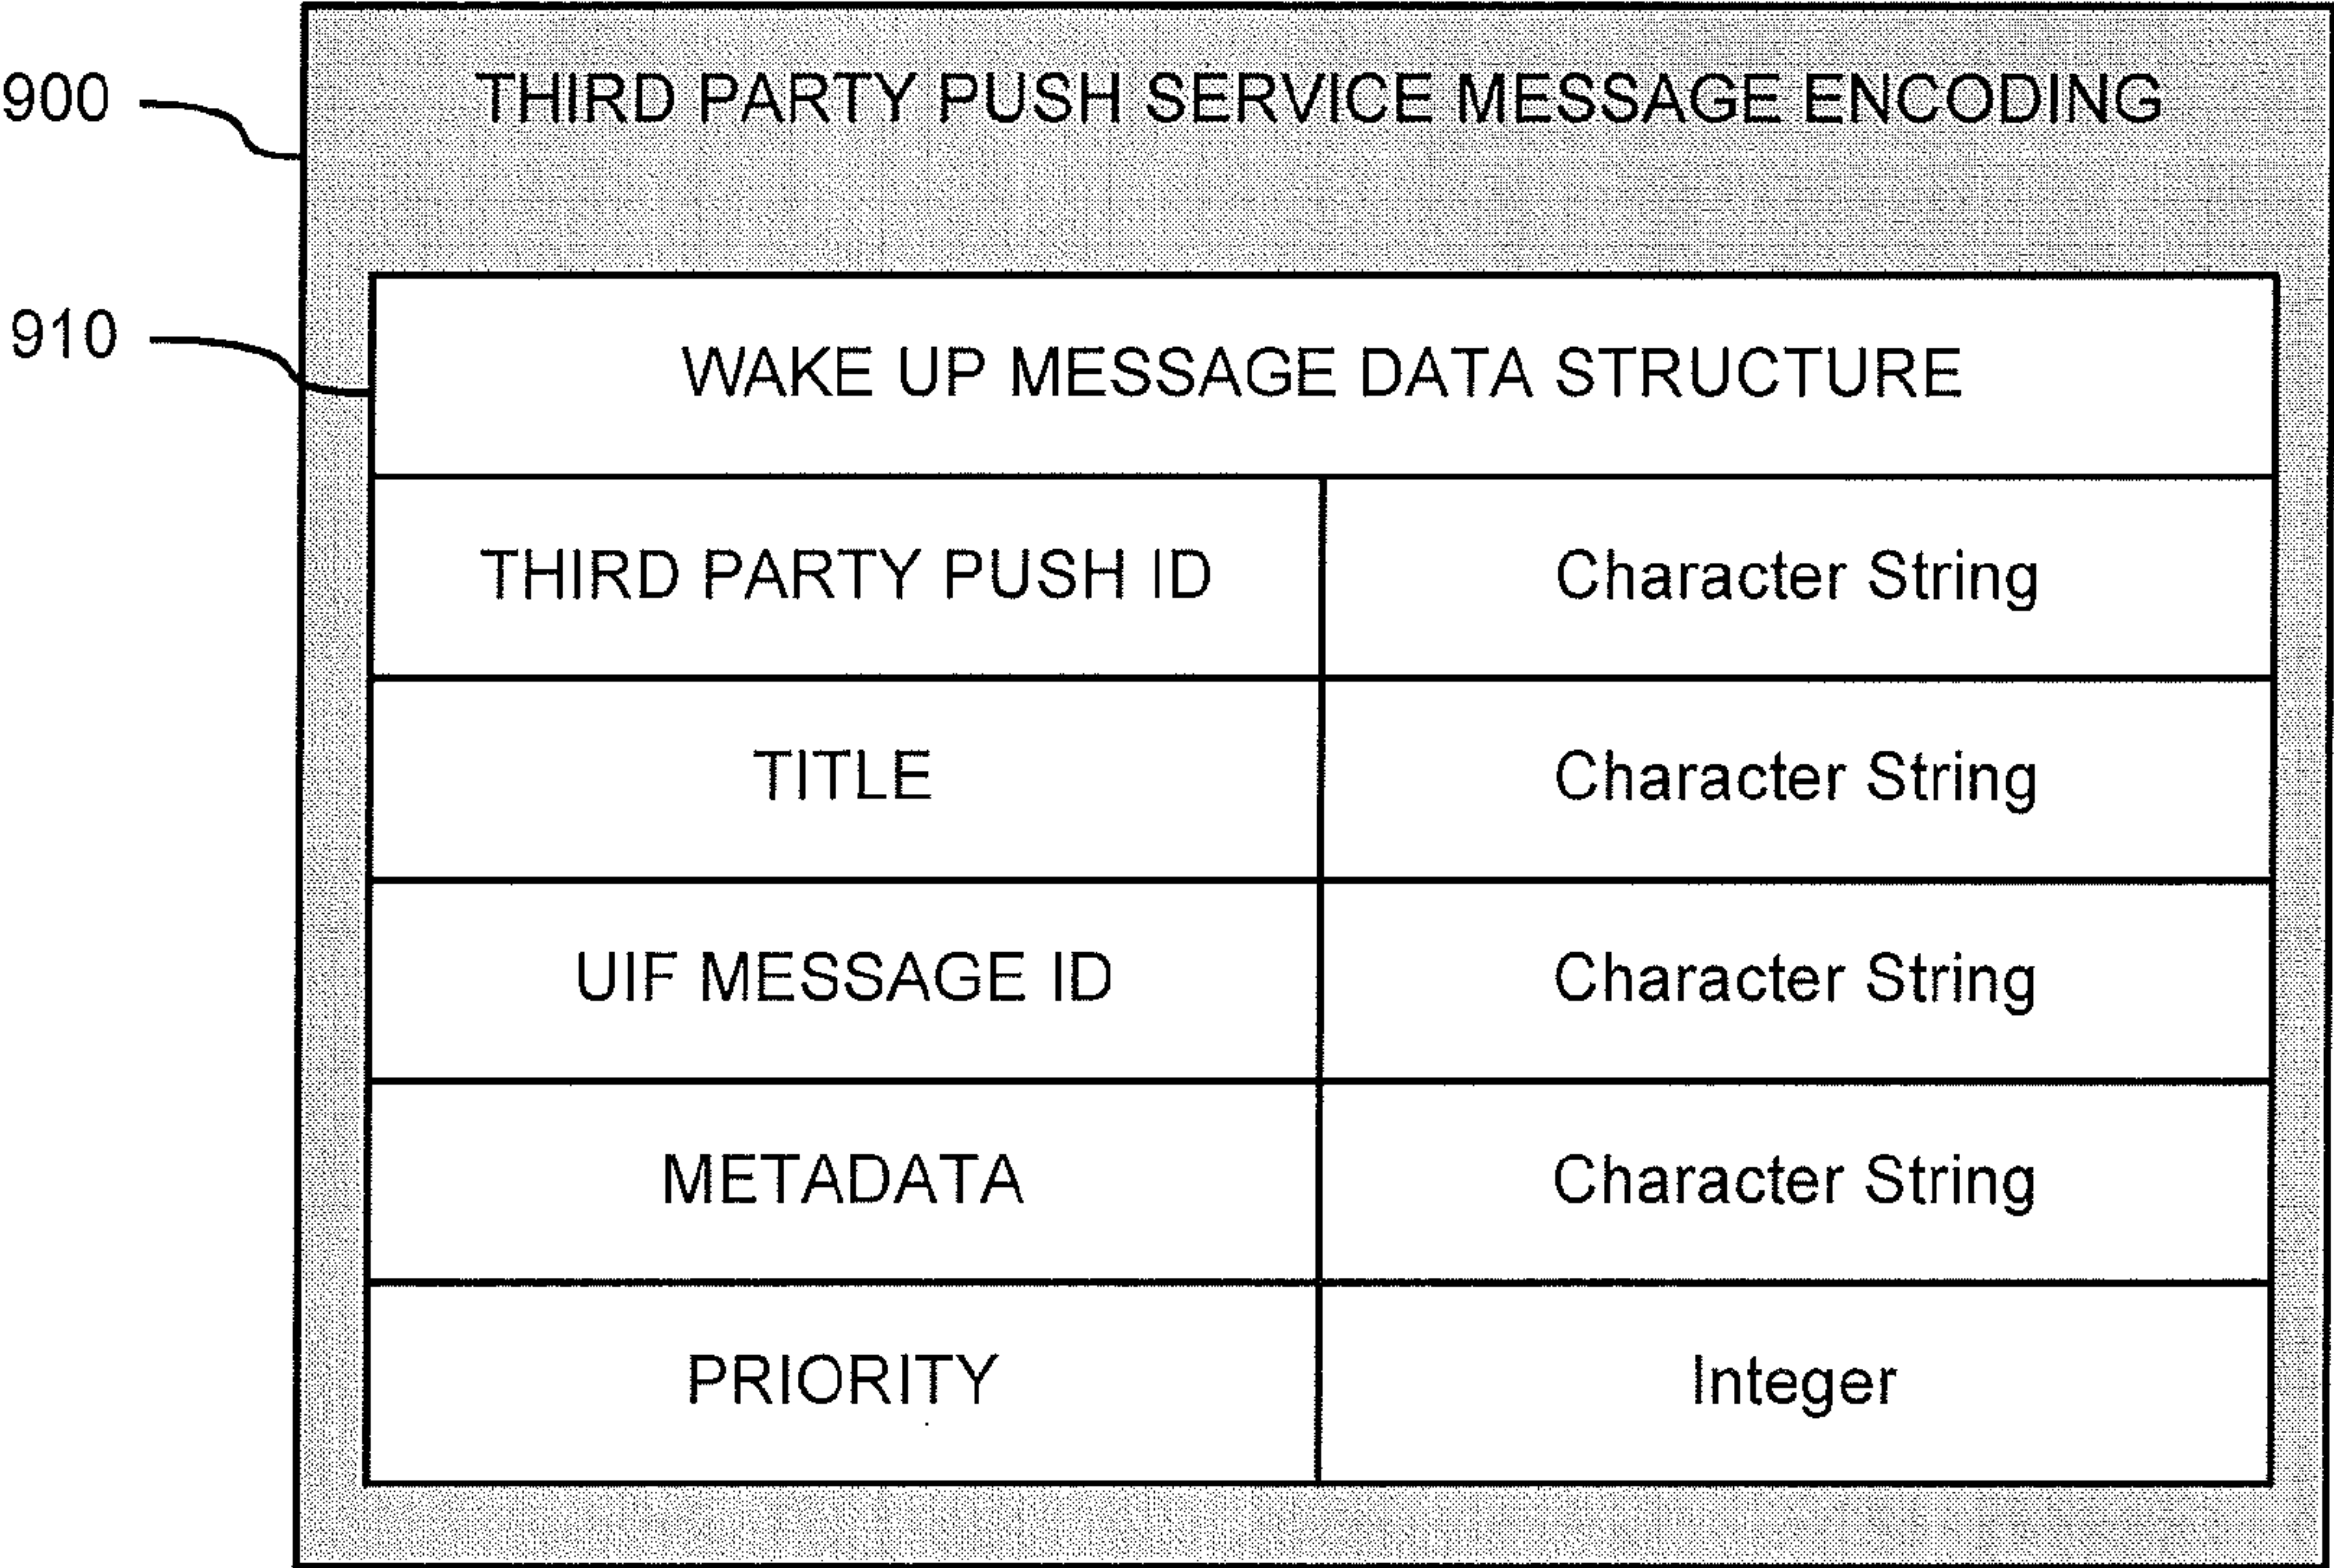 900
THIRD PARTY PUSH SERVICE MESSAGE ENCODING
910
WAKE UP MESSAGE DATA STRUCTURE
THIRD PARTY PUSH ID Character String
TITLE Character String
UIF MESSAGE ID Character String
METADATA Character String
PRIORITY Integer